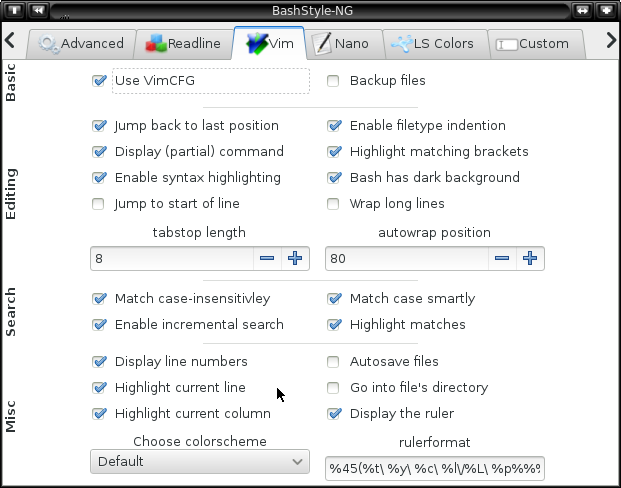 BashStyle-NG
Advanced Readline Vim Nano LS Colors Custom
Basic
Use VimCFG Backup files
Editing
Jump back to last position Enable filetype indention
Display (partial) command Highlight matching brackets
Enable syntax highlighting Bash has dark background
Jump to start of line Wrap long lines
tabstop length autowrap position
8 80
Search
Match case-insensitivley Match case smartly
Enable incremental search Highlight matches
Misc
Display line numbers Autosave files
Highlight current line Go into file's directory
Highlight current column Display the ruler
Choose colorscheme rulerformat
Default %45(%t\ %y\ %c\ %l\/%L\ %p%%%